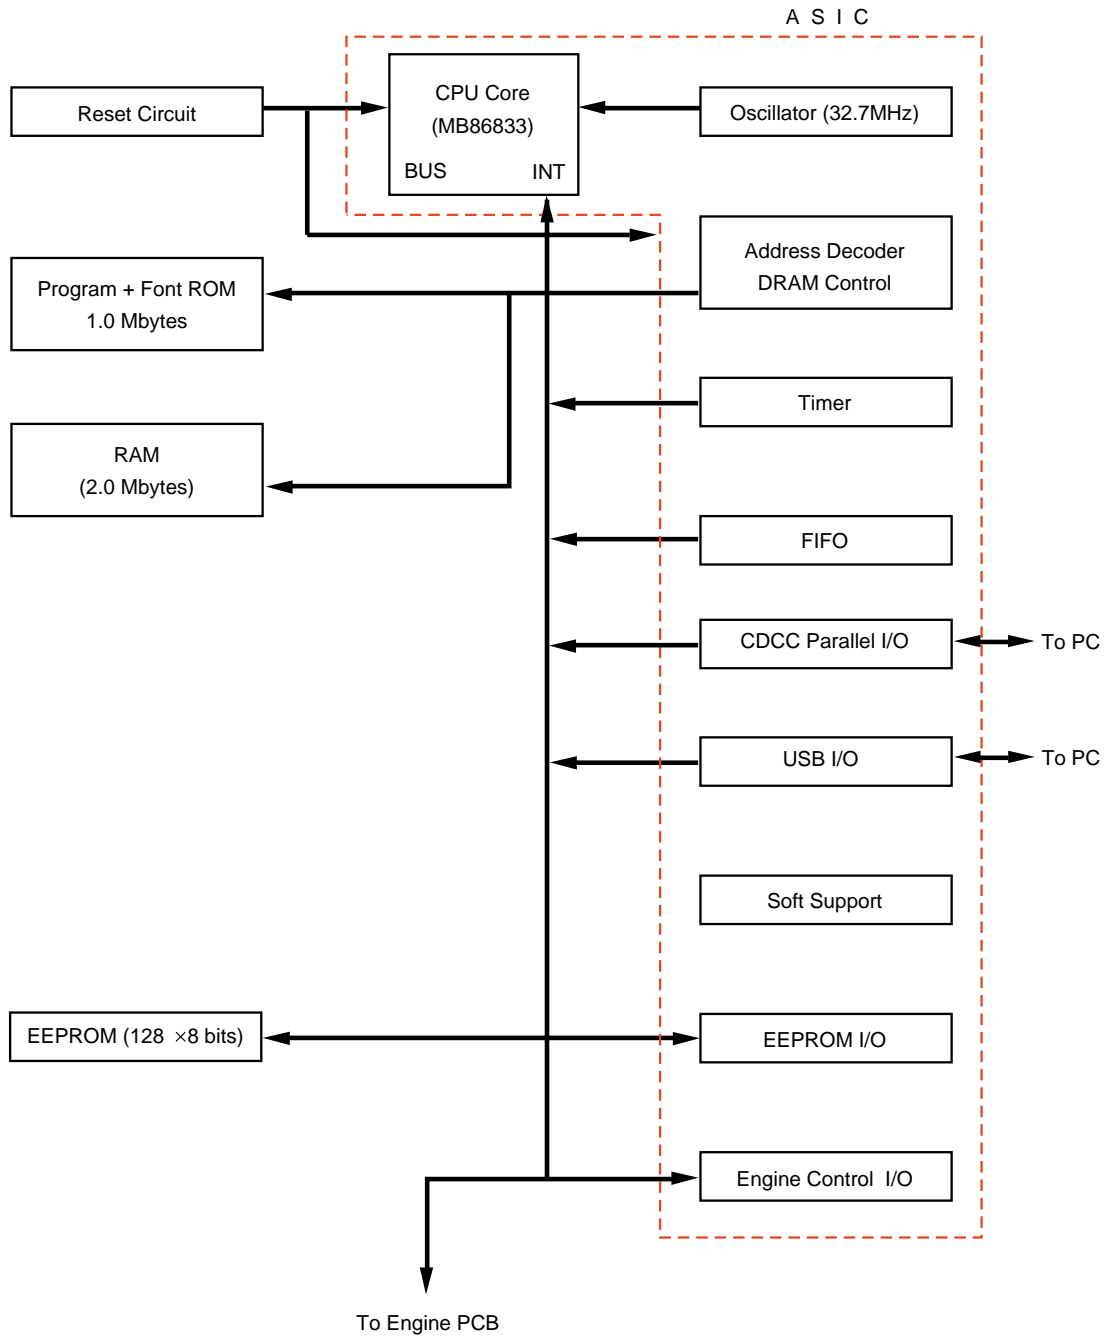 A S I C
CPU Core
(MB86833)
BUS INT
Reset Circuit
Oscillator (32.7MHz)
Address Decoder
DRAM Control
Program + Font ROM
1.0 Mbytes
Timer
RAM
(2.0 Mbytes)
FIFO
CDCC Parallel I/O
To PC
USB I/O
To PC
Soft Support
EEPROM (128 ×8 bits)
EEPROM I/O
Engine Control I/O
To Engine PCB